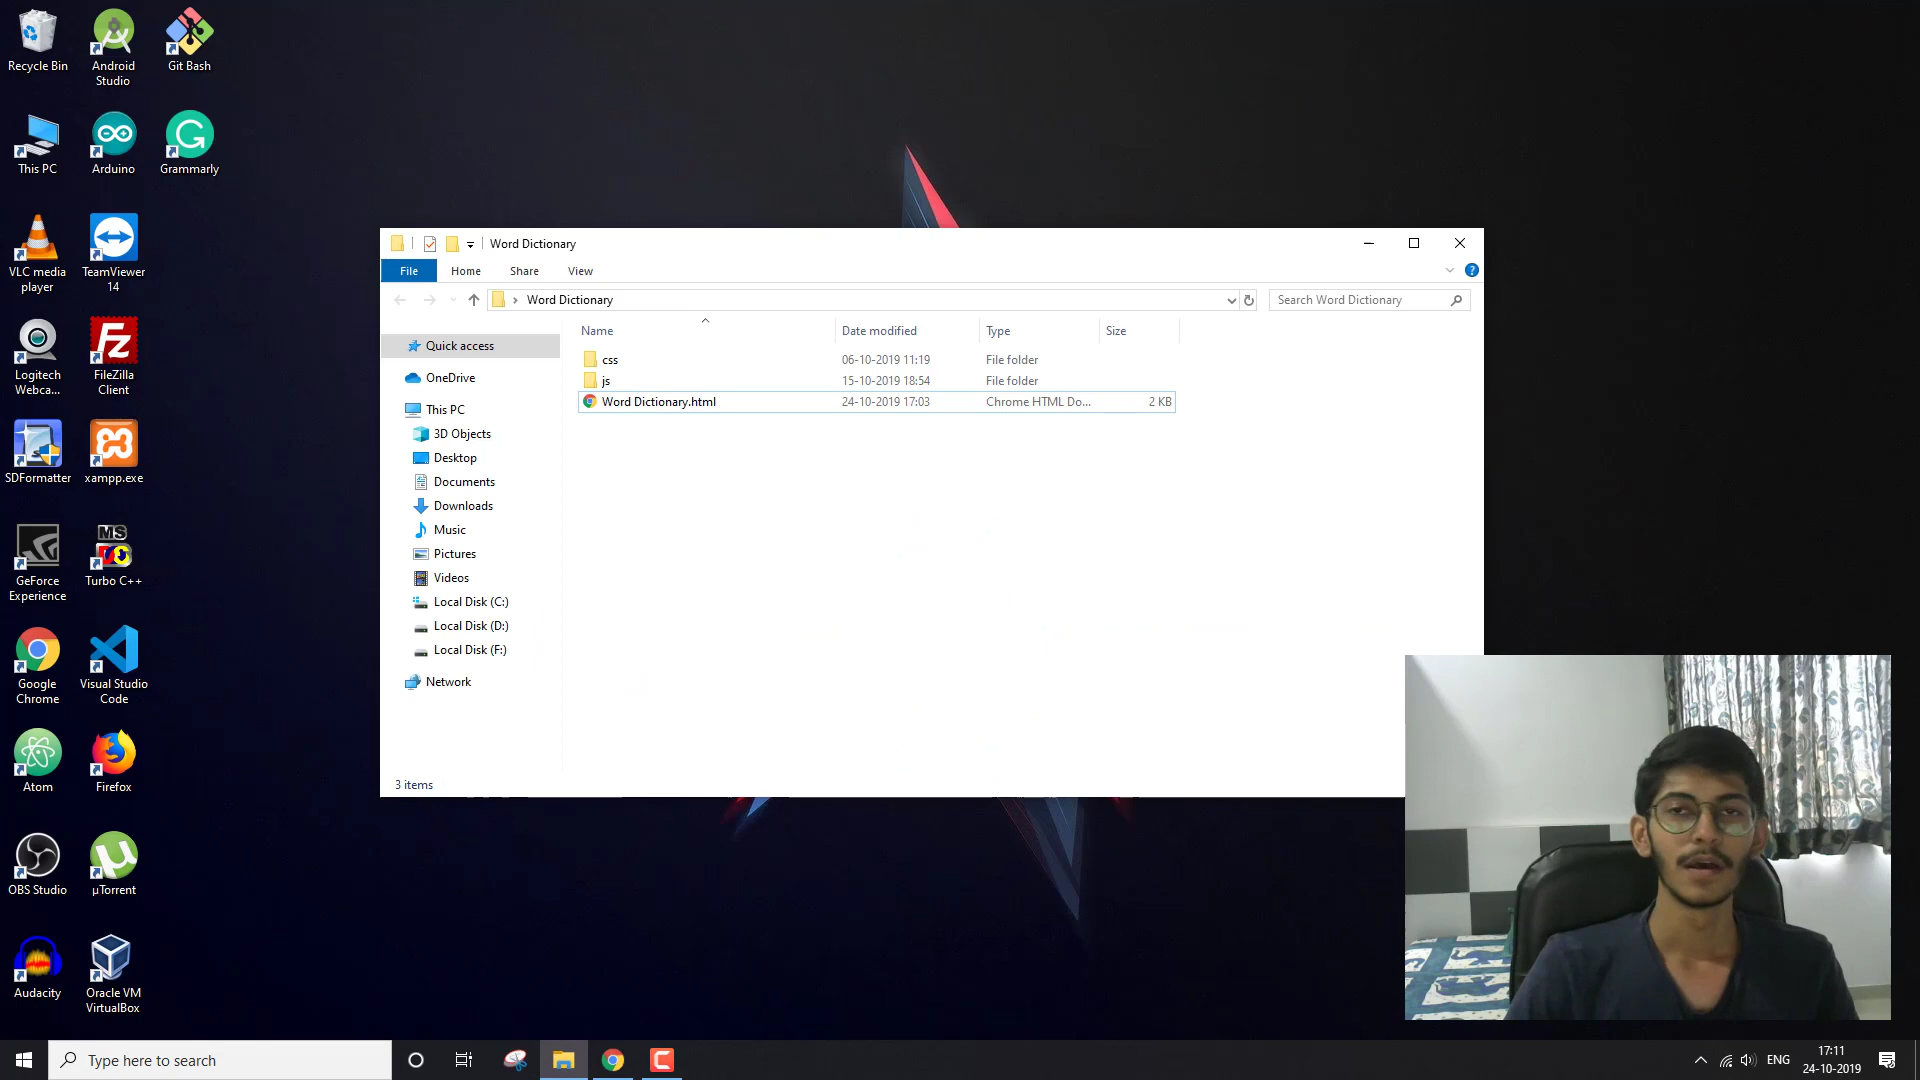 Recycle Bin
Android
Studio
Git Bash
This PC
Arduino
Grammarly
VLC media
player
TeamViewer
14
Logitech
Webca...
FileZilla
Client
SDFormatter
xampp.exe
GeForce
Experience
MS
Turbo C++
Google
Chrome
Visual Studio
Code
Atom
Firefox
OBS Studio
µTorrent
Audacity
Oracle VM
VirtualBox
Word Dictionary
File
Home
Share
View
Word Dictionary
Search Word Dictionary
Name
Date modified
Type
Size
css
06-10-2019 11:19
File folder
js
15-10-2019 18:54
File folder
Word Dictionary.html
24-10-2019 17:03
Chrome HTML Do...
2 KB
Quick access
OneDrive
This PC
3D Objects
Desktop
Documents
Downloads
Music
Pictures
Videos
Local Disk (C:)
Local Disk (D:)
Local Disk (F:)
Network
3 items
Type here to search
ENG
17:11
24-10-2019